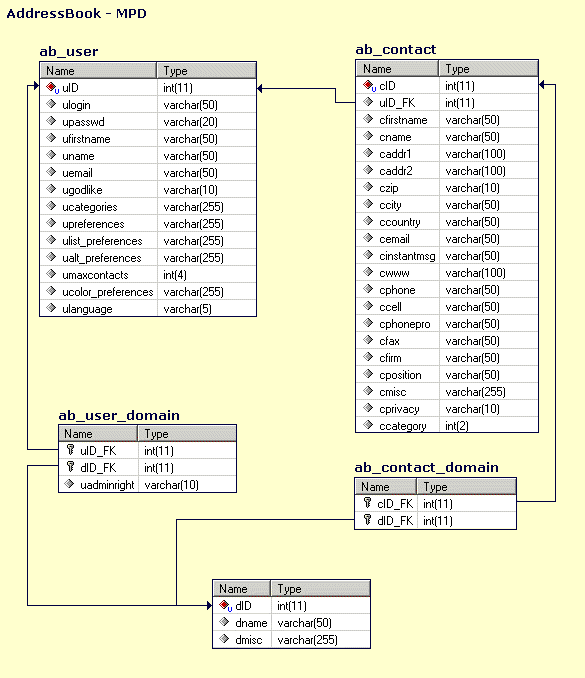 AddressBook - MPD
ab_user
Name Type
uID int(11)
ulogin varchar(50)
upasswd varchar(20)
ufirstname varchar(50)
uname varchar(50)
uemail varchar(50)
ugodlike varchar(10)
ucategories varchar(255)
upreferences varchar(255)
ulist_preferences varchar(255)
ualt_preferences varchar(255)
umaxcontacts int(4)
ucolor_preferences varchar(255)
ulanguage varchar(5)
ab_contact
Name Type
cID int(11)
uID_FK int(11)
cfirstname varchar(50)
cname varchar(50)
caddr1 varchar(100)
caddr2 varchar(100)
czip varchar(10)
ccity varchar(50)
ccountry varchar(50)
cemail varchar(50)
cinstantmsg varchar(50)
cwww varchar(100)
cphone varchar(50)
ccell varchar(50)
cphonepro varchar(50)
cfax varchar(50)
cfirm varchar(50)
cposition varchar(50)
cmisc varchar(255)
cprivacy varchar(10)
ccategory int(2)
ab_user_domain
Name Type
uID_FK int(11)
dID_FK int(11)
uadminright varchar(10)
ab_contact_domain
Name Type
cID_FK int(11)
dID_FK int(11)
Name Type
dID int(11)
dname varchar(50)
dmisc varchar(255)